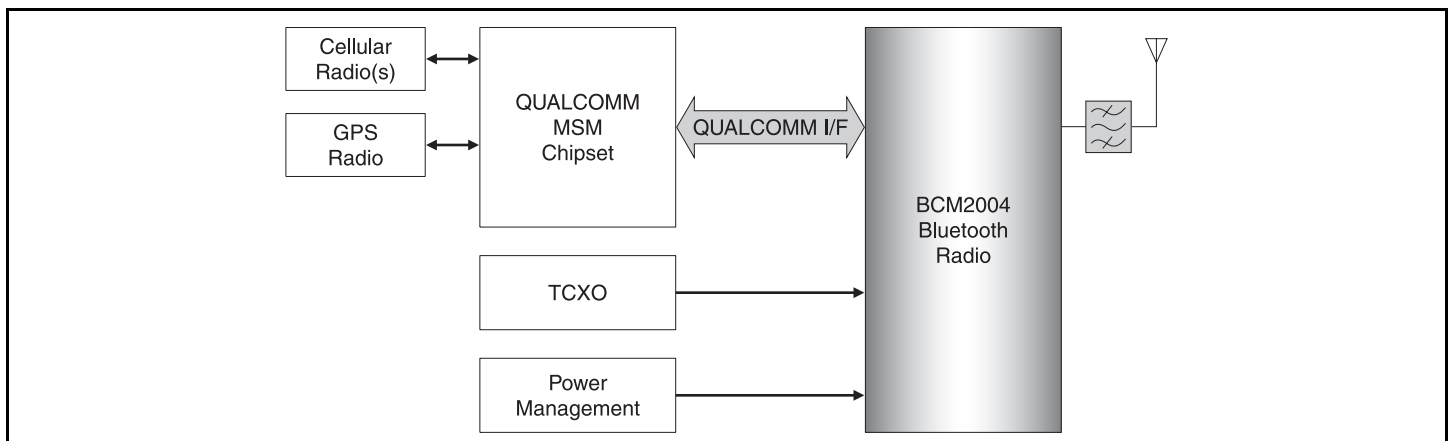 Cellular
Radio(s)
GPS
Radio
QUALCOMM
MSM
Chipset
QUALCOMM I/F
BCM2004
Bluetooth
Radio
TCXO
Power
Management